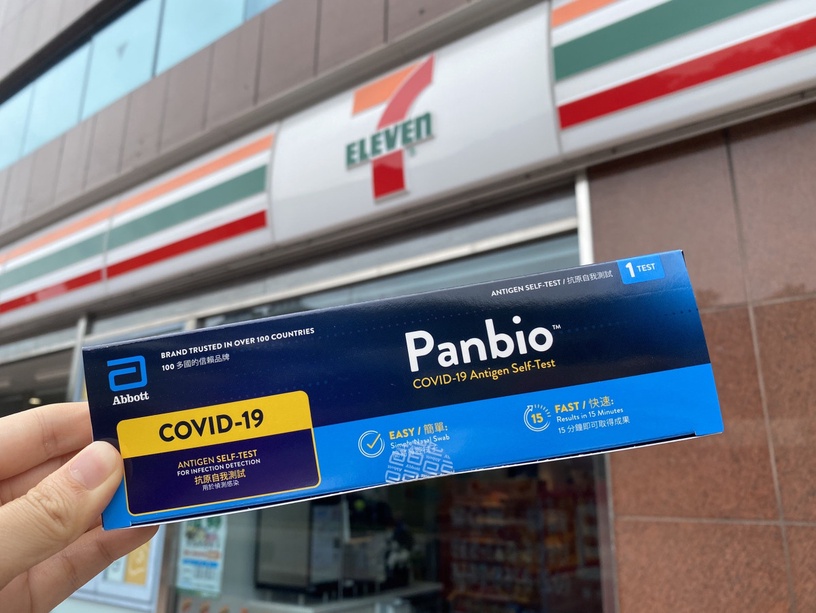 7
ELEVEN
1 TEST
ANTIGEN SELF-TEST / 抗原自我測試
BRAND TRUSTED IN OVER 100 COUNTRIES
100 多國的信賴品牌
Abbott
Panbio™
COVID-19 Antigen Self-Test
COVID-19
ANTIGEN SELF-TEST
FOR INFECTION DETECTION
抗原自我測試
用於偵測感染
EASY / 簡單:
Simple Nasal Swab
15
FAST / 快速:
Results in 15 Minutes
15 分鐘即可取得成果